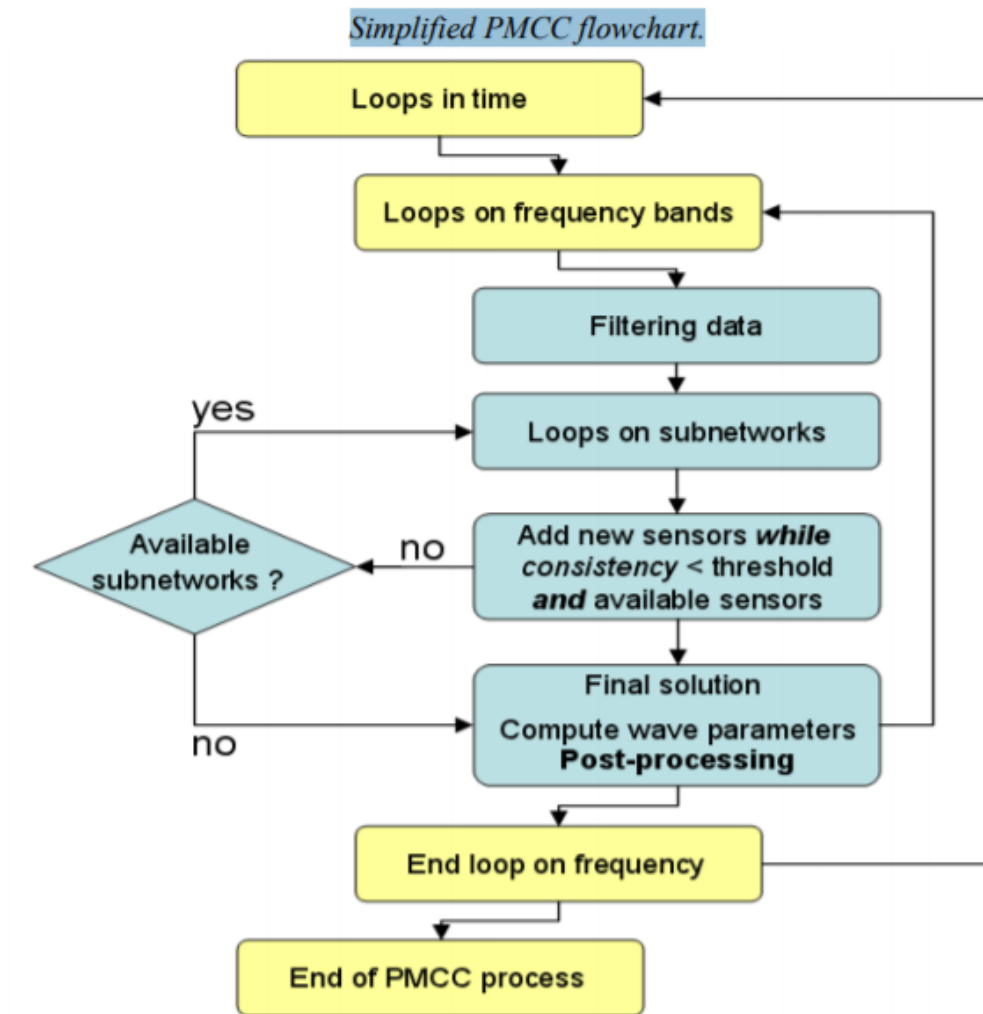 Simplified PMCC flowchart.
Loops in time
Loops on frequency bands
Filtering data
yes
Loops on subnetworks
Available
subnetworks ?
no
Add new sensors while
consistency < threshold
and available sensors
Final solution
Compute wave parameters
Post-processing
no
End loop on frequency
End of PMCC process